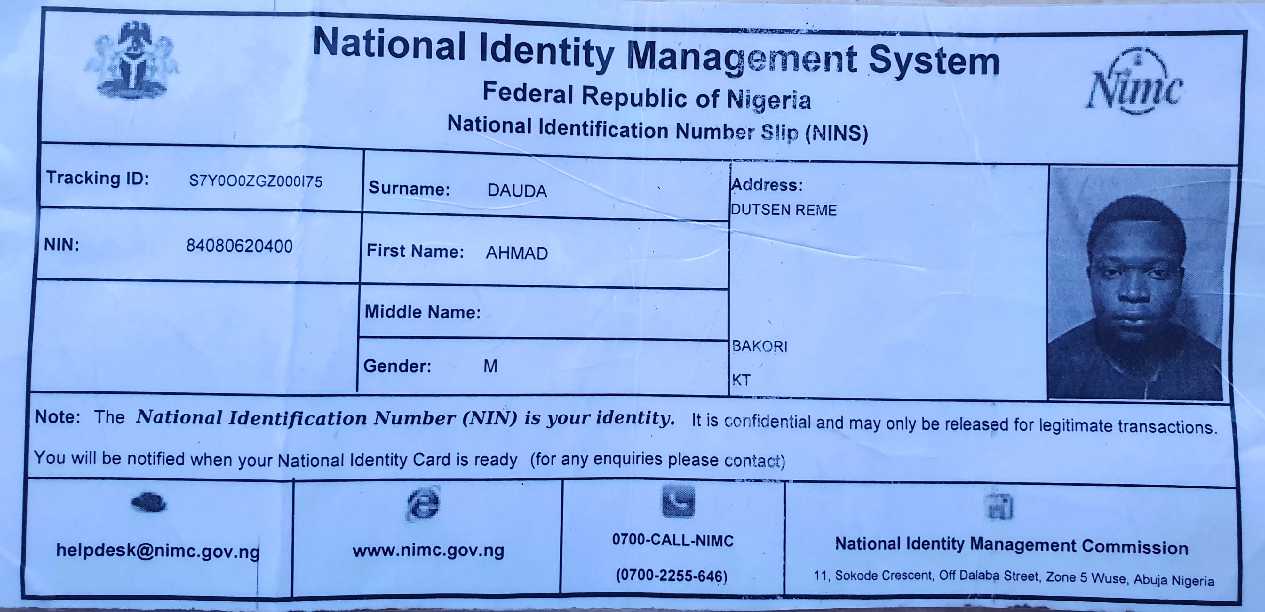 National Identity Management System
Federal Republic of Nigeria
National Identification Number Slip (NINS)
Nimc
Tracking ID: S7Y0O0ZGZ000I75
Surname: DAUDA
Address:
DUTSEN REME
NIN: 84080620400
First Name: AHMAD
Middle Name:
BAKORI
Gender: M
KT
Note: The National Identification Number (NIN) is your identity. It is confidential and may only be released for legitimate transactions.
You will be notified when your National Identity Card is ready (for any enquiries please contact)
helpdesk@nimc.gov.ng
www.nimc.gov.ng
0700-CALL-NIMC
(0700-2255-646)
National Identity Management Commission
11, Sokode Crescent, Off Dalaba Street, Zone 5 Wuse, Abuja Nigeria